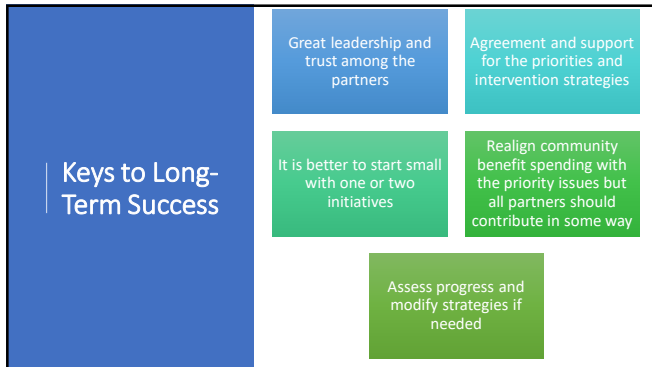 Keys to Long-
Term Success
Great leadership and
trust among the
partners
Agreement and support
for the priorities and
intervention strategies
It is better to start small
with one or two
initiatives
Realign community
benefit spending with
the priority issues but
all partners should
contribute in some way
Assess progress and
modify strategies if
needed